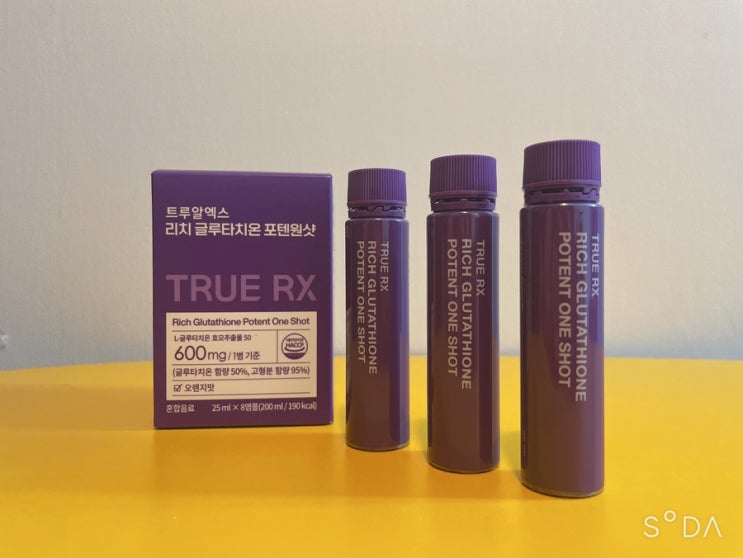 트루알엑스
리치 글루타치온 포텐원샷
TRUE RX
Rich Glutathione Potent One Shot
L-글루타치온 효모추출물 50
600mg / 1병 기준
HACCP
(글루타치온 함량 50%, 고형분 함량 95%)
오렌지맛
혼합음료
25 ml × 8앰플(200 ml / 190 kcal)
TRUE RX
RICH GLUTATHIONE
POTENT ONE SHOT
TRUE RX
RICH GLUTATHIONE
POTENT ONE SHOT
TRUE RX
RICH GLUTATHIONE
POTENT ONE SHOT
SODA